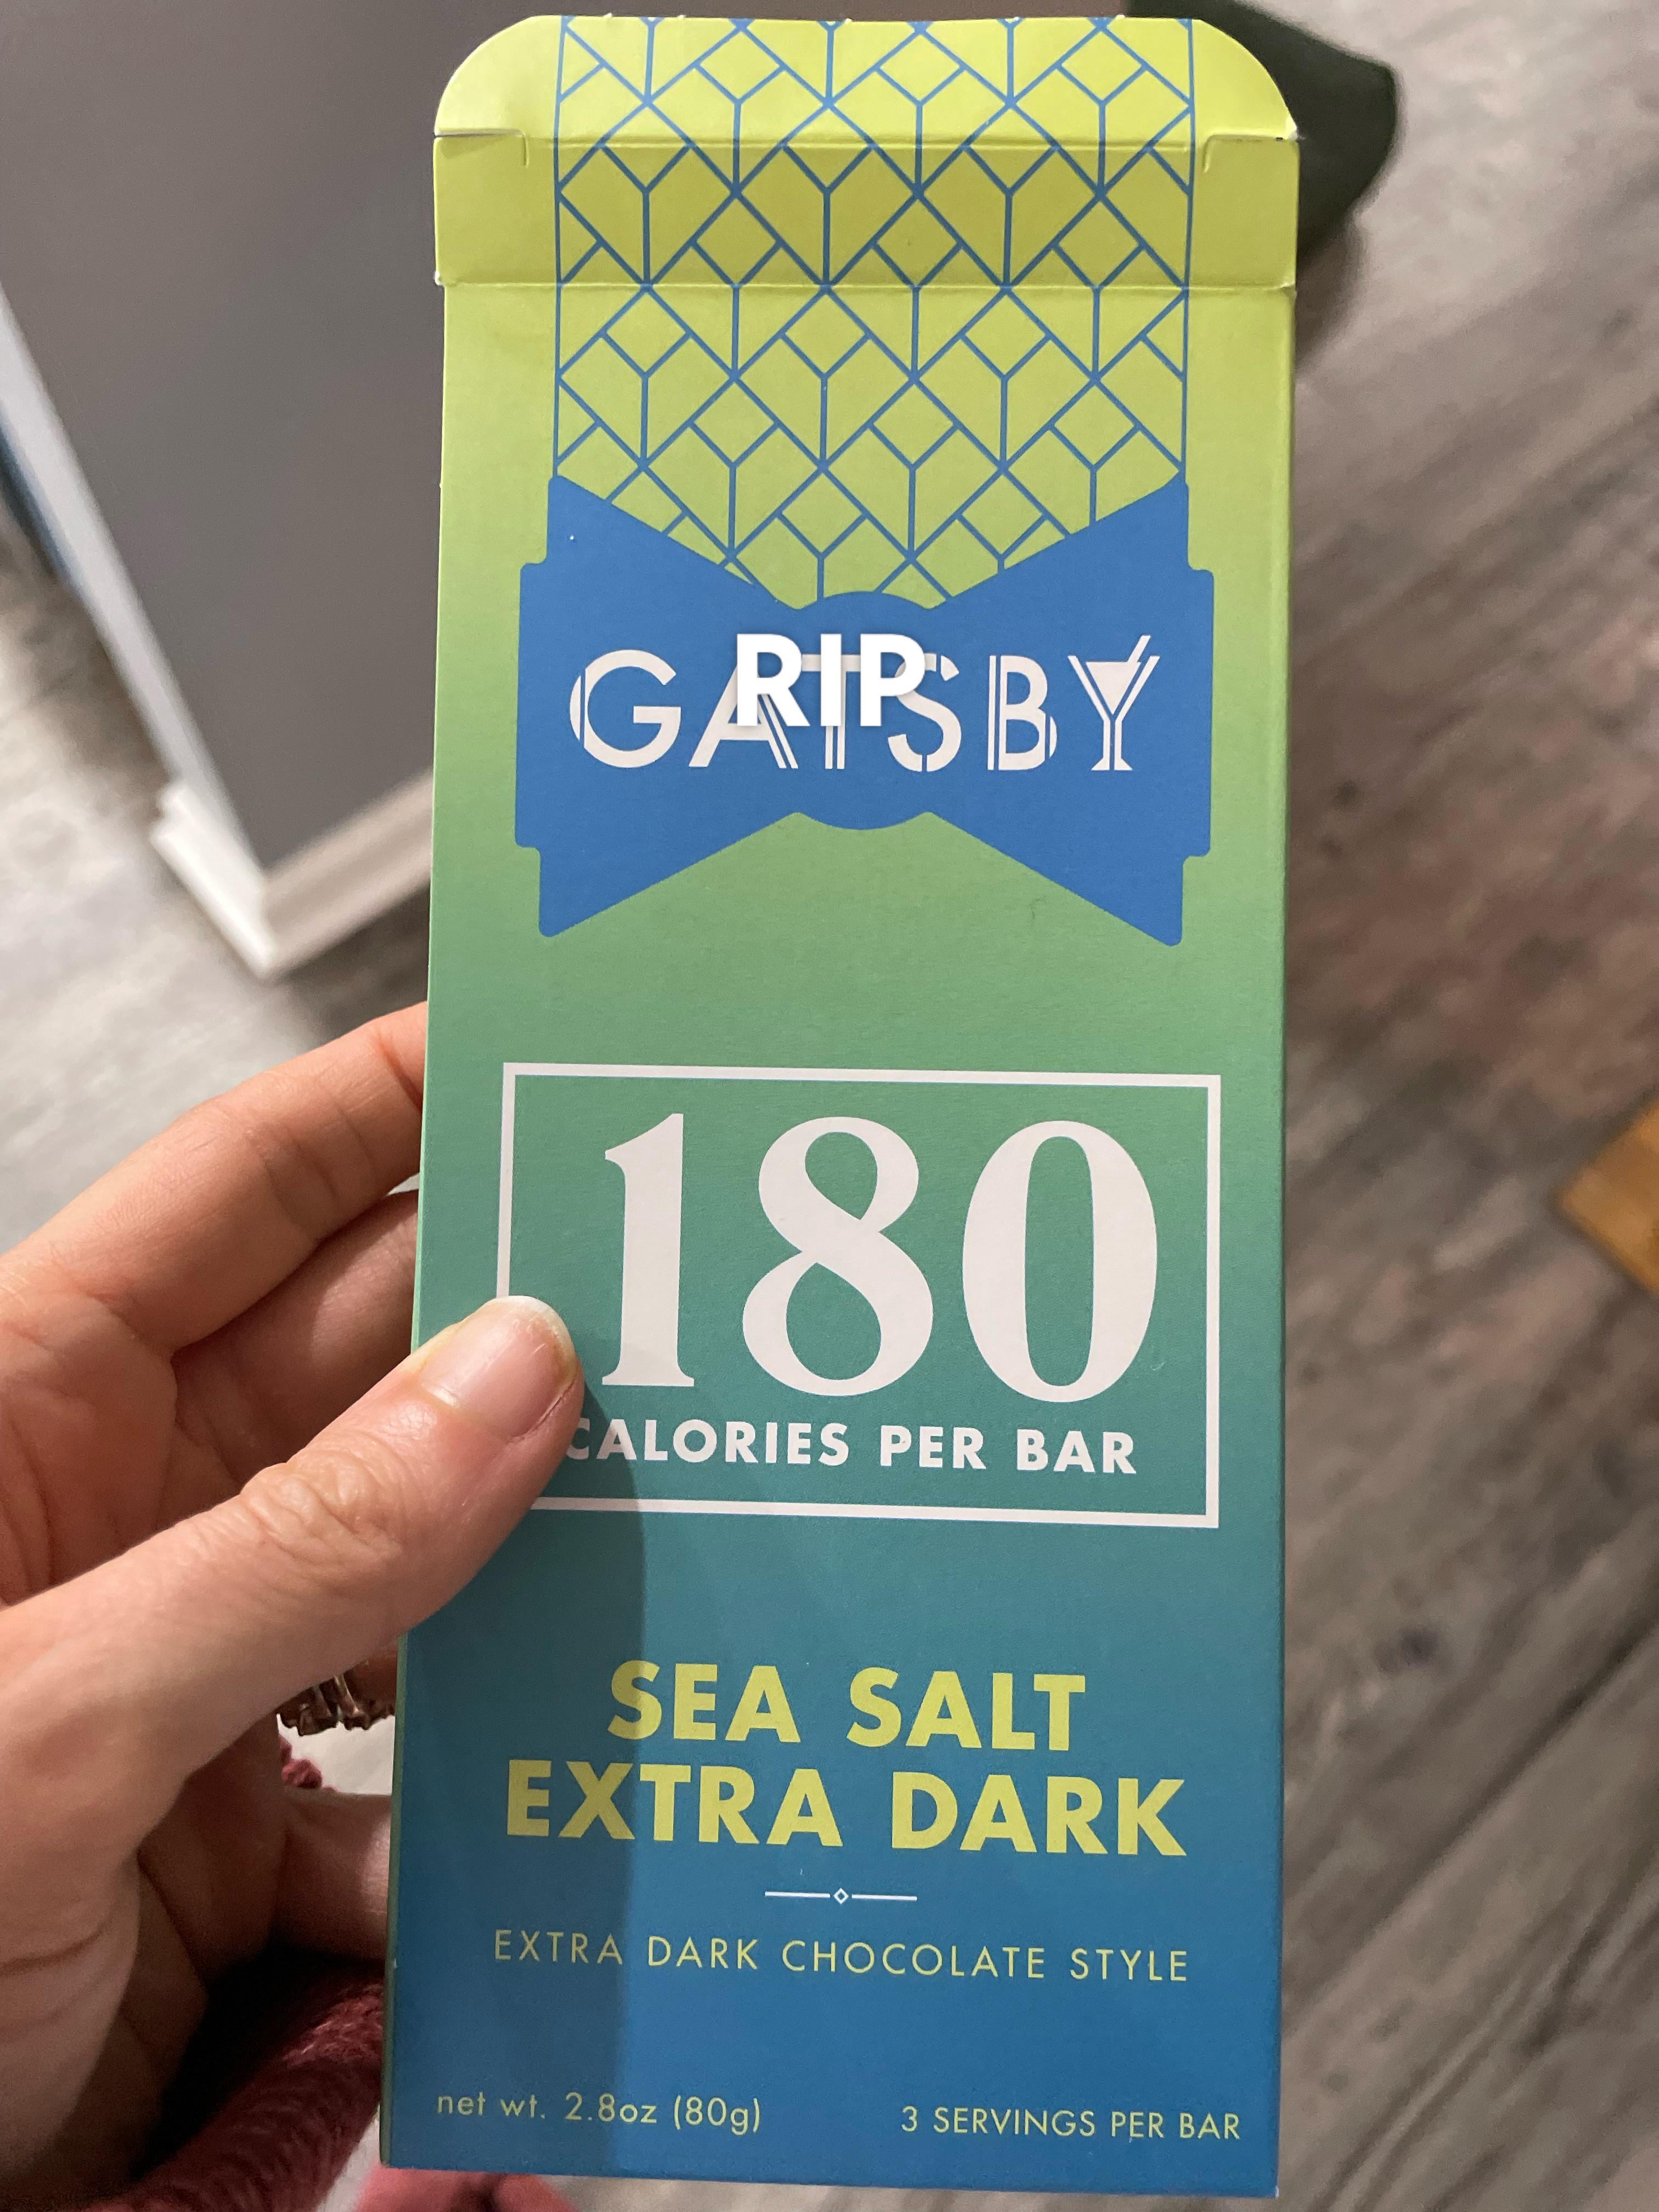 RIP
GATSBY
180
CALORIES PER BAR
SEA SALT
EXTRA DARK
EXTRA DARK CHOCOLATE STYLE
net wt. 2.8oz (80g)
3 SERVINGS PER BAR